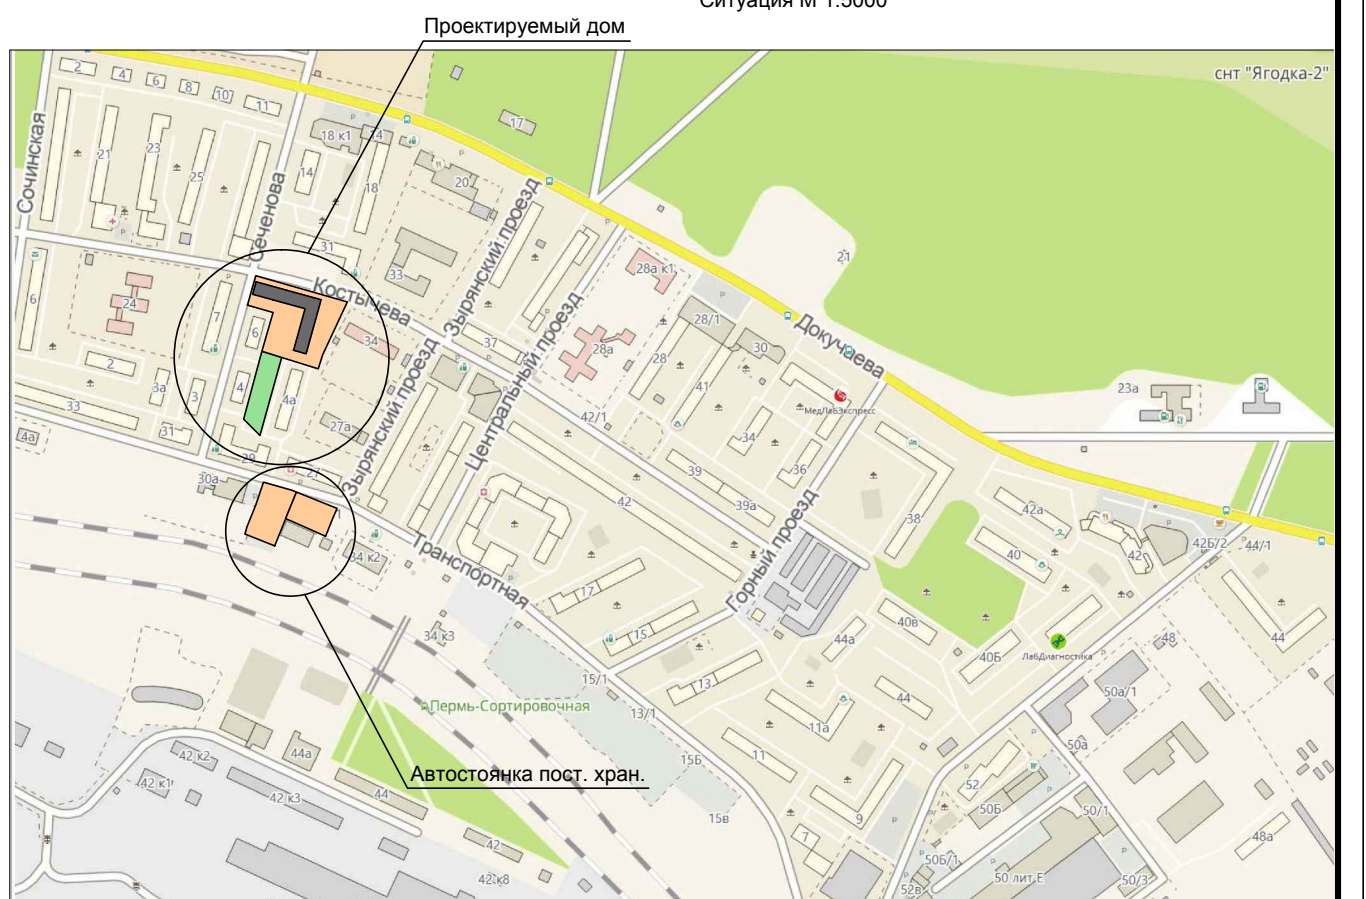 Ситуация М 1:5000
Проектируемый дом
снт "Ягодка-2"
2
4
6
8
10
11
17
18 к1
14
Сочинская
21
23
25
14
18
20
Сеченова
Зырянский проезд
31
33
28а к1
21
6
24
7
6
Костычева
34
37
Центральный проезд
28а
28/1
28
30
Докучаева
41
2
3а
3
4
4а
33
31
27а
Зырянский проезд
42/1
34
МедЛабЭкспресс
23а
4а
29
27
30а
39
36
39а
42
38
42а
34 к2
Транспортная
Горный проезд
40
42
42Б/2
44/1
17
15
34 к3
44а
40в
40Б
ЛабДиагностика
48
44
15/1
13
13/1
44
50а/1
Пермь-Сортировочная
11а
50а
42 к2
44а
15Б
11
42 к1
42 к3
44
Автостоянка пост. хран.
52
50Б
50/1
15в
9
7
48а
42
50Б/1
42 к8
52в
50 лит Е
50/3